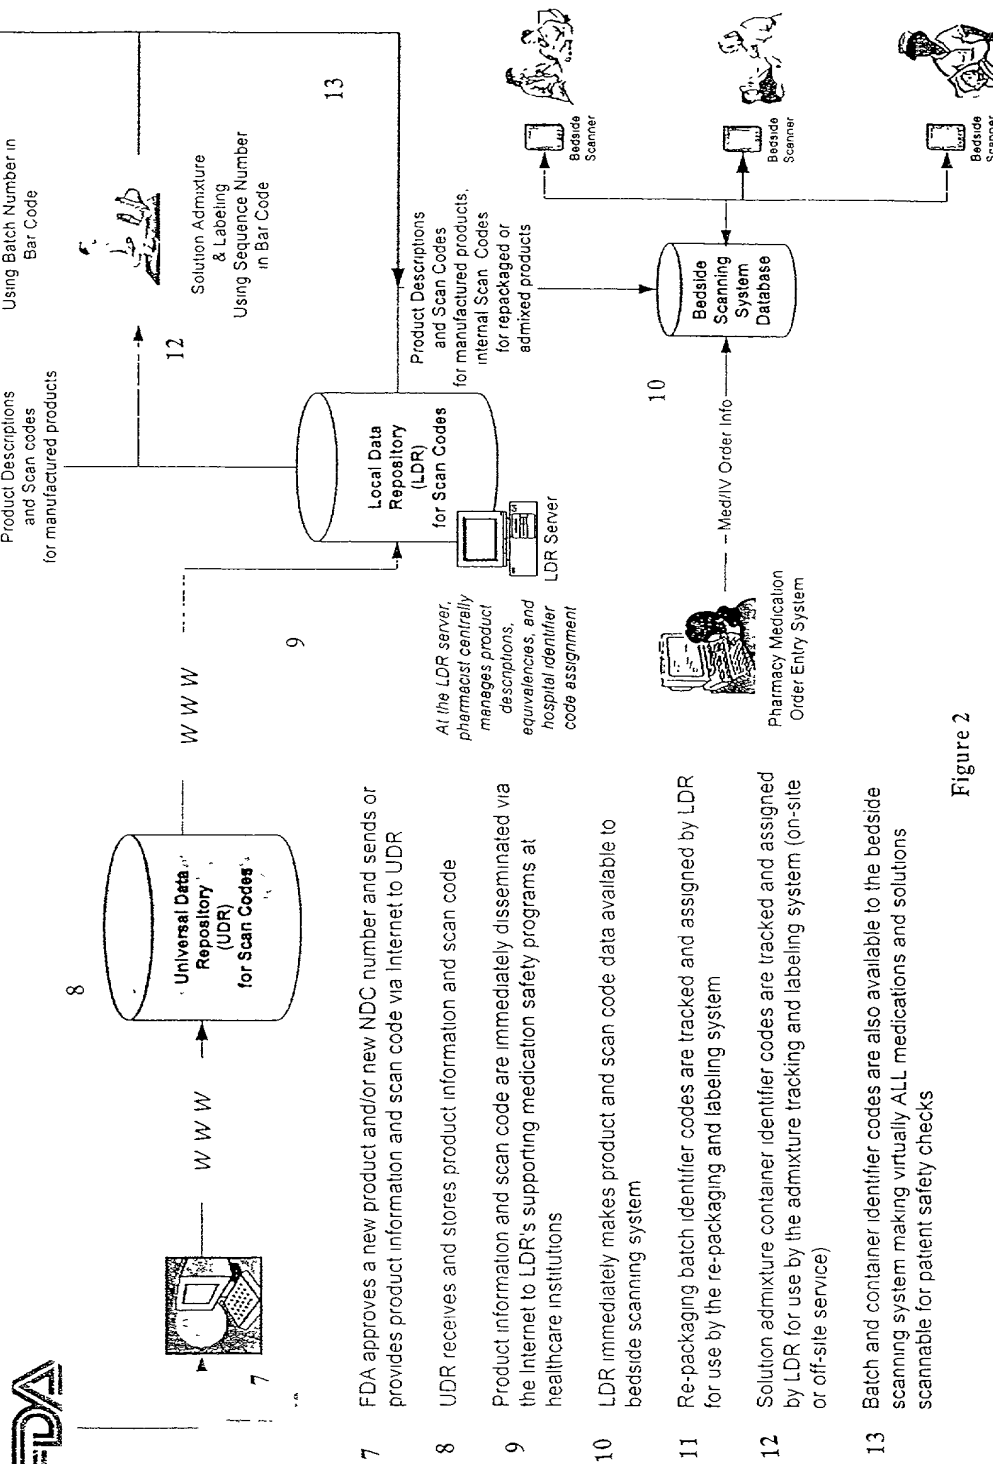 FDA
7
W W W
8
Universal Data
Repository
(UDR)
for Scan Codes
W W W
9
Product Descriptions
and Scan codes
for manufactured products
Using Batch Number in
Bar Code
12
Solution Admixture
& Labeling
Using Sequence Number
in Bar Code
13
Local Data
Repository
(LDR)
for Scan Codes
LDR Server
At the LDR server,
pharmacist centrally
manages product
descriptions,
equivalencies, and
hospital identifier
code assignment
Product Descriptions
and Scan Codes
for manufactured products,
internal Scan Codes
for repackaged or
admixed products
10
Bedside
Scanning
System
Database
Med/IV Order Info
Pharmacy Medication
Order Entry System
Bedside
Scanner
Bedside
Scanner
Bedside
Scanner
7 FDA approves a new product and/or new NDC number and sends or
provides product information and scan code via Internet to UDR
8 UDR receives and stores product information and scan code
9 Product information and scan code are immediately disseminated via
the Internet to LDR's supporting medication safety programs at
healthcare institutions
10 LDR immediately makes product and scan code data available to
bedside scanning system
11 Re-packaging batch identifier codes are tracked and assigned by LDR
for use by the re-packaging and labeling system
12 Solution admixture container identifier codes are tracked and assigned
by LDR for use by the admixture tracking and labeling system (on-site
or off-site service)
13 Batch and container identifier codes are also available to the bedside
scanning system making virtually ALL medications and solutions
scannable for patient safety checks
Figure 2